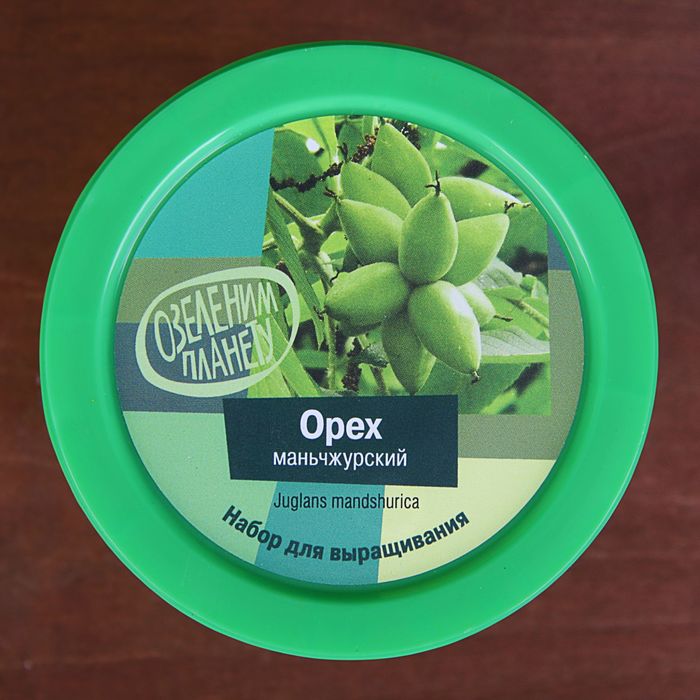 ОЗЕЛЕНИМ
ПЛАНЕТУ
Орех
маньчжурский
Juglans mandshurica
Набор для выращивания